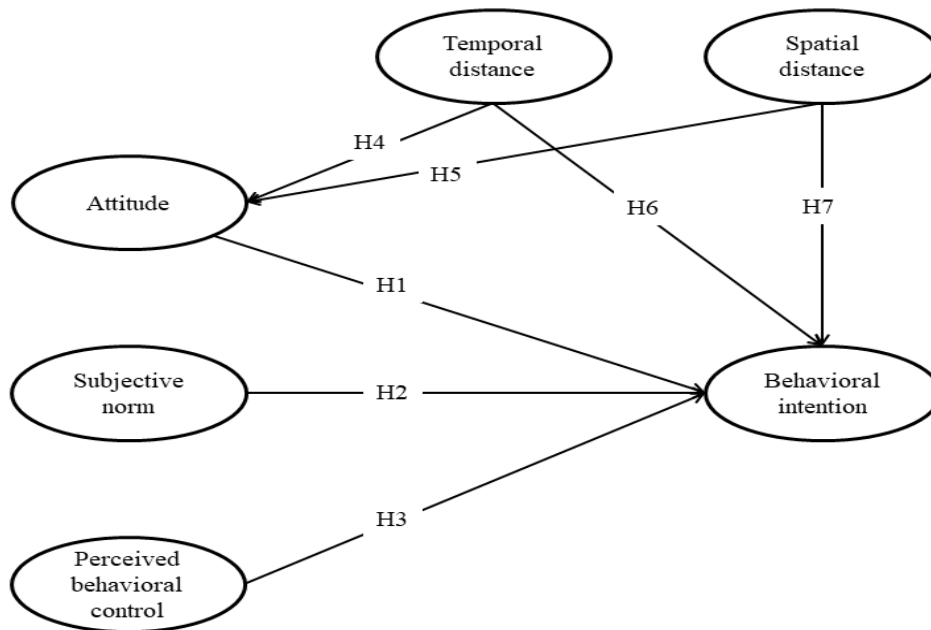 Temporal
distance
Spatial
distance
H4
H5
Attitude
H6
H7
H1
Subjective
norm
H2
Behavioral
intention
H3
Perceived
behavioral
control